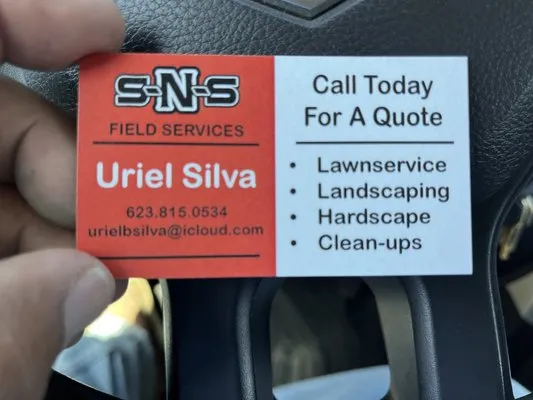 S-N-S
FIELD SERVICES
Uriel Silva
623.815.0534
urielbsilva@icloud.com
Call Today
For A Quote
• Lawnservice
• Landscaping
• Hardscape
• Clean-ups